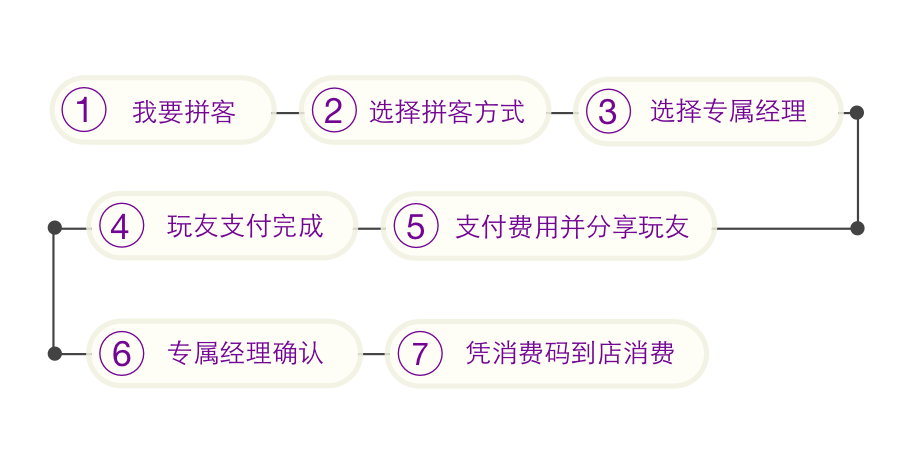 1 我要拼客
2 选择拼客方式
3 选择专属经理
4 玩友支付完成
5 支付费用并分享玩友
6 专属经理确认
7 凭消费码到店消费